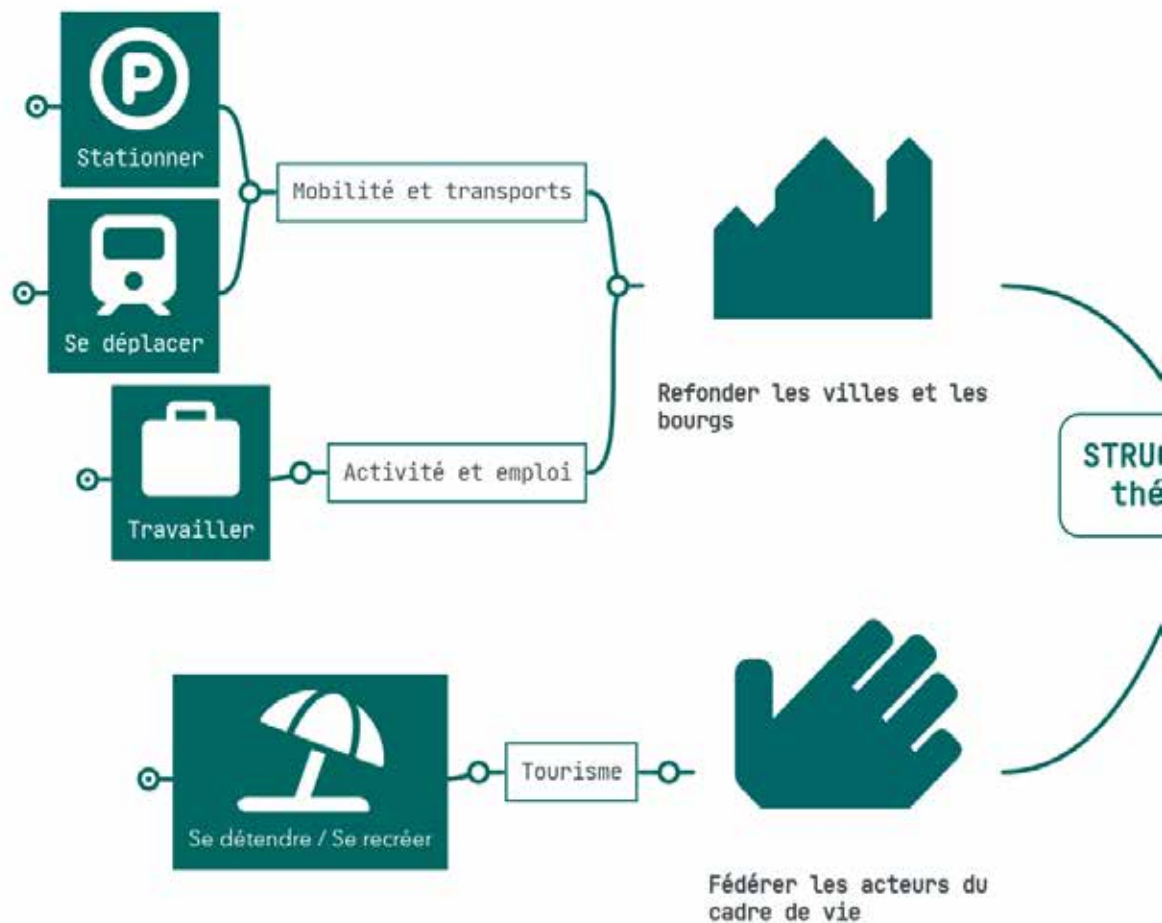 P
Stationner
Mobilité et transports
Se déplacer
Refonder les villes et les
bourgs
Activité et emploi
Travailler
Tourisme
Se détendre / Se recréer
Fédérer les acteurs du
cadre de vie